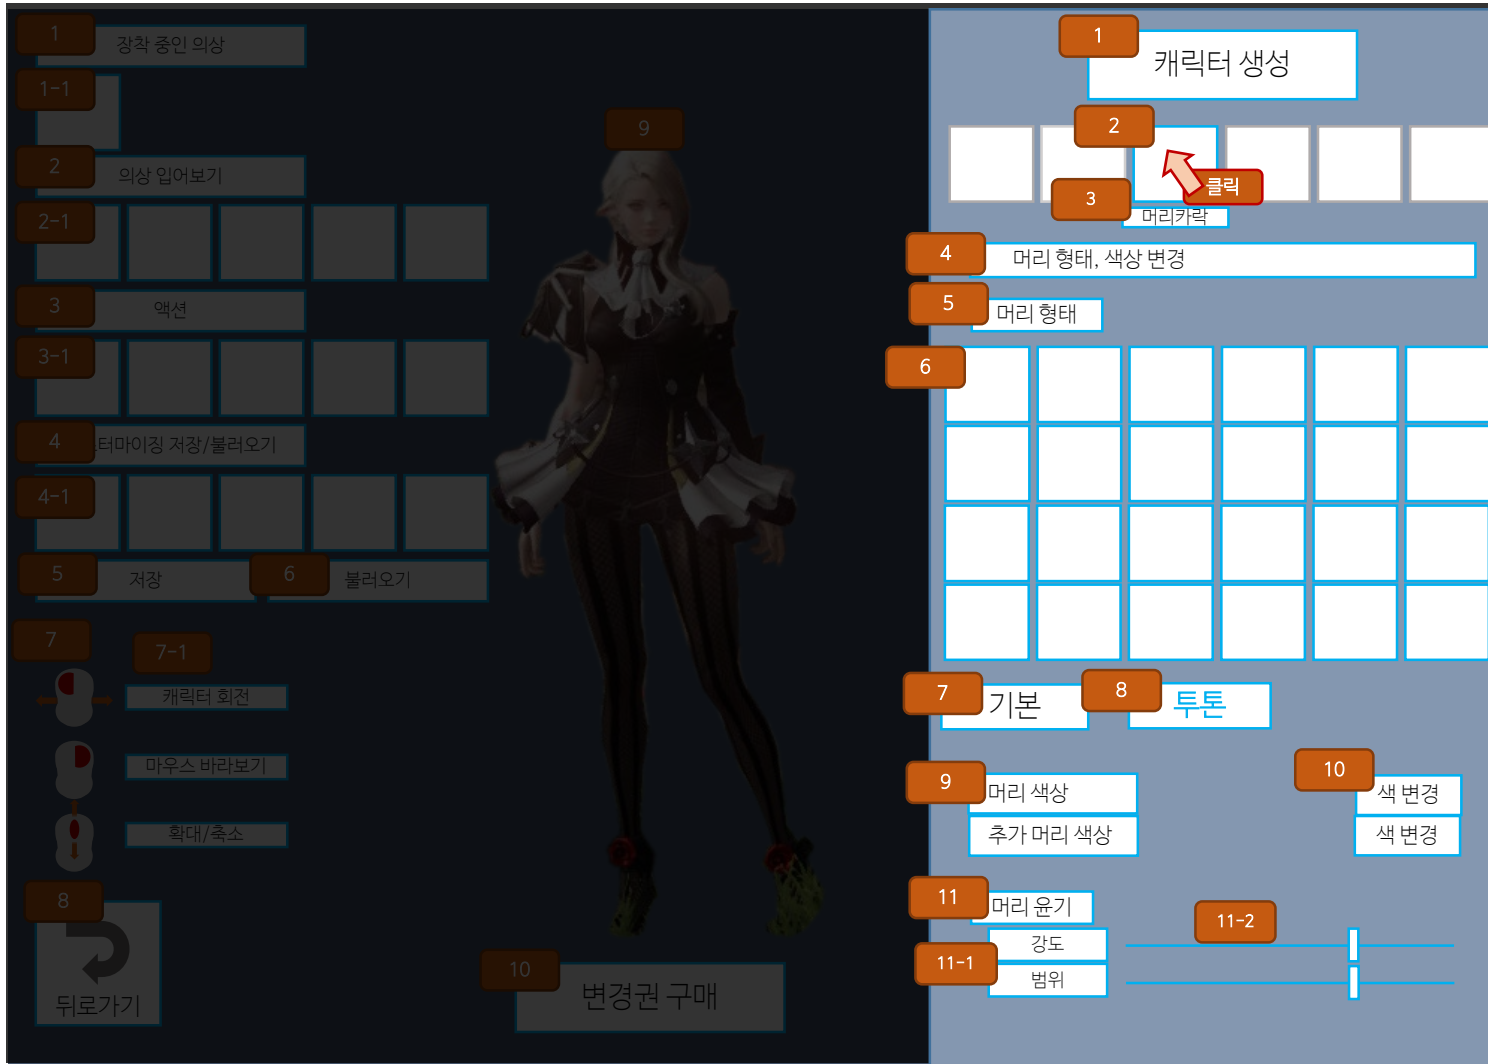 1
장착 중인 의상
1-1
2
의상 입어보기
2-1
3
액션
3-1
4
터마이징 저장/불러오기
4-1
5
저장
6
불러오기
7
7-1
캐릭터 회전
마우스 바라보기
확대/축소
8
뒤로가기
9
10
변경권 구매
1
캐릭터 생성
2
클릭
3
머리카락
4
머리 형태, 색상 변경
5
머리 형태
6
7
기본
8
투톤
9
머리 색상
10
색 변경
추가 머리 색상
색 변경
11
머리 윤기
11-1
강도
11-2
범위